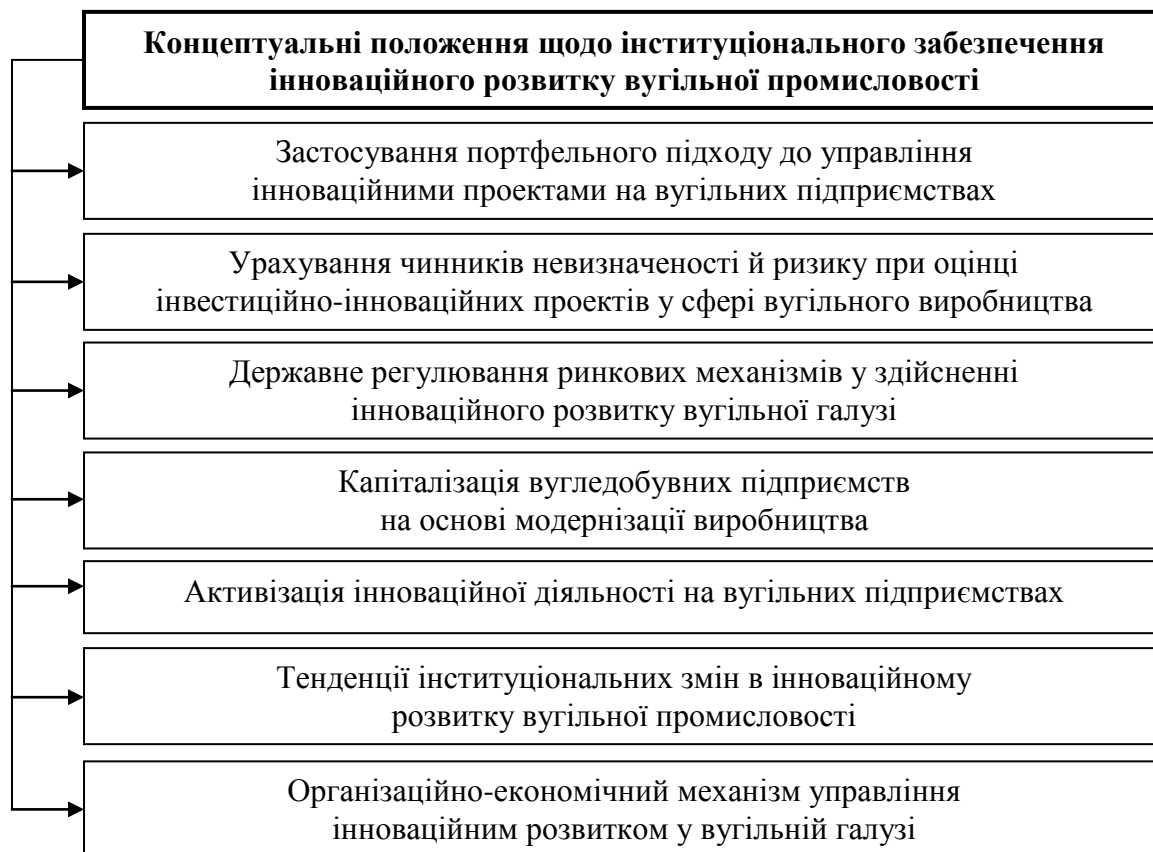 Концептуальні положення щодо інституціонального забезпечення
інноваційного розвитку вугільної промисловості
Застосування портфельного підходу до управління
інноваційними проектами на вугільних підприємствах
Урахування чинників невизначеності й ризику при оцінці
інвестиційно-інноваційних проектів у сфері вугільного виробництва
Державне регулювання ринкових механізмів у здійсненні
інноваційного розвитку вугільної галузі
Капіталізація вугледобувних підприємств
на основі модернізації виробництва
Активізація інноваційної діяльності на вугільних підприємствах
Тенденції інституціональних змін в інноваційному
розвитку вугільної промисловості
Організаційно-економічний механізм управління
інноваційним розвитком у вугільній галузі